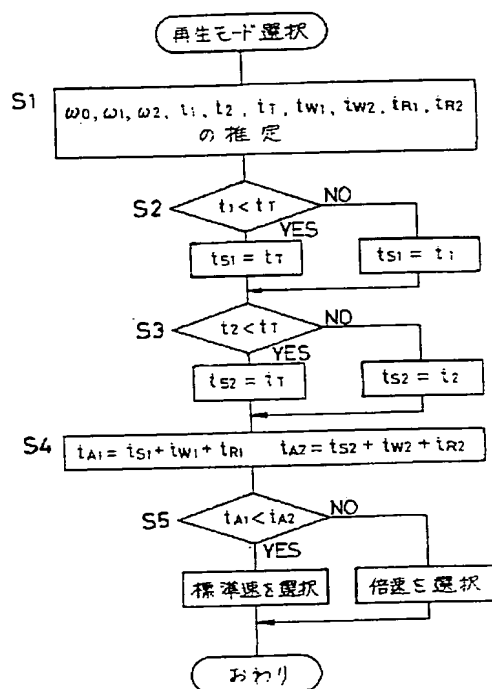 再生モード選択
S1
ω0, ω1, ω2, t1, t2, tT, tW1, tW2, tR1, tR2
の推定
S2
t1 < tT
NO
YES
tS1 = tT
tS1 = t1
S3
t2 < tT
NO
YES
tS2 = tT
tS2 = t2
S4
tA1 = tS1 + tW1 + tR1 tA2 = tS2 + tW2 + tR2
S5
tA1 < tA2
NO
YES
標準速を選択
倍速を選択
おわり